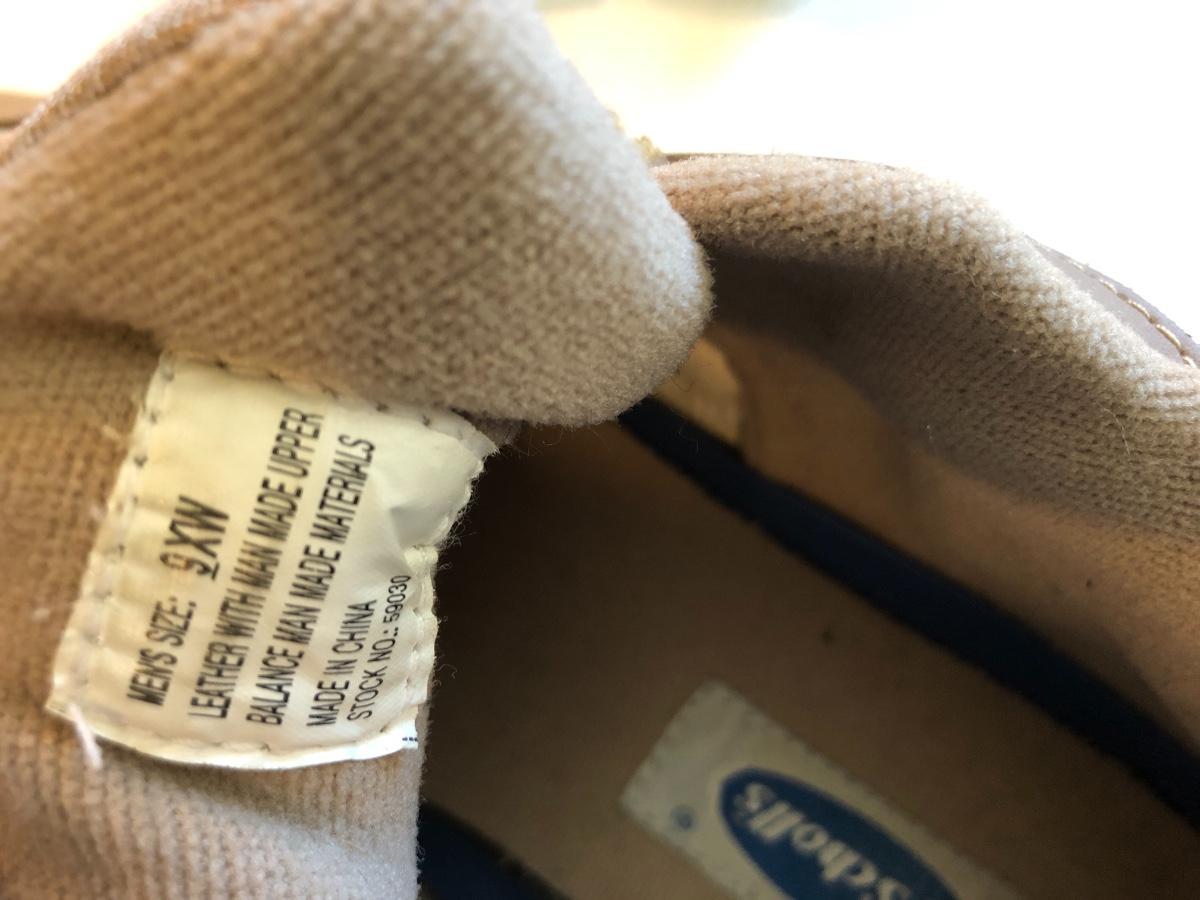 MEN'S SIZE: 9XW
LEATHER WITH MAN MADE UPPER
BALANCE MAN MADE MATERIALS
MADE IN CHINA
STOCK NO.: 59030
Scholl's
®